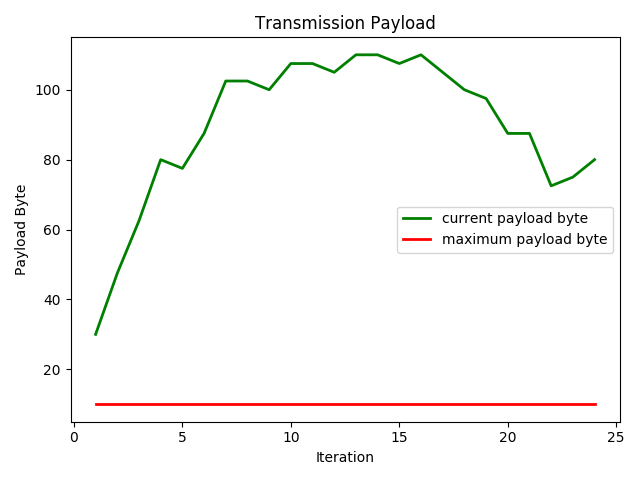 Transmission Payload
Payload Byte
100
80
60
40
20
current payload byte
maximum payload byte
0 5 10 15 20 25
Iteration